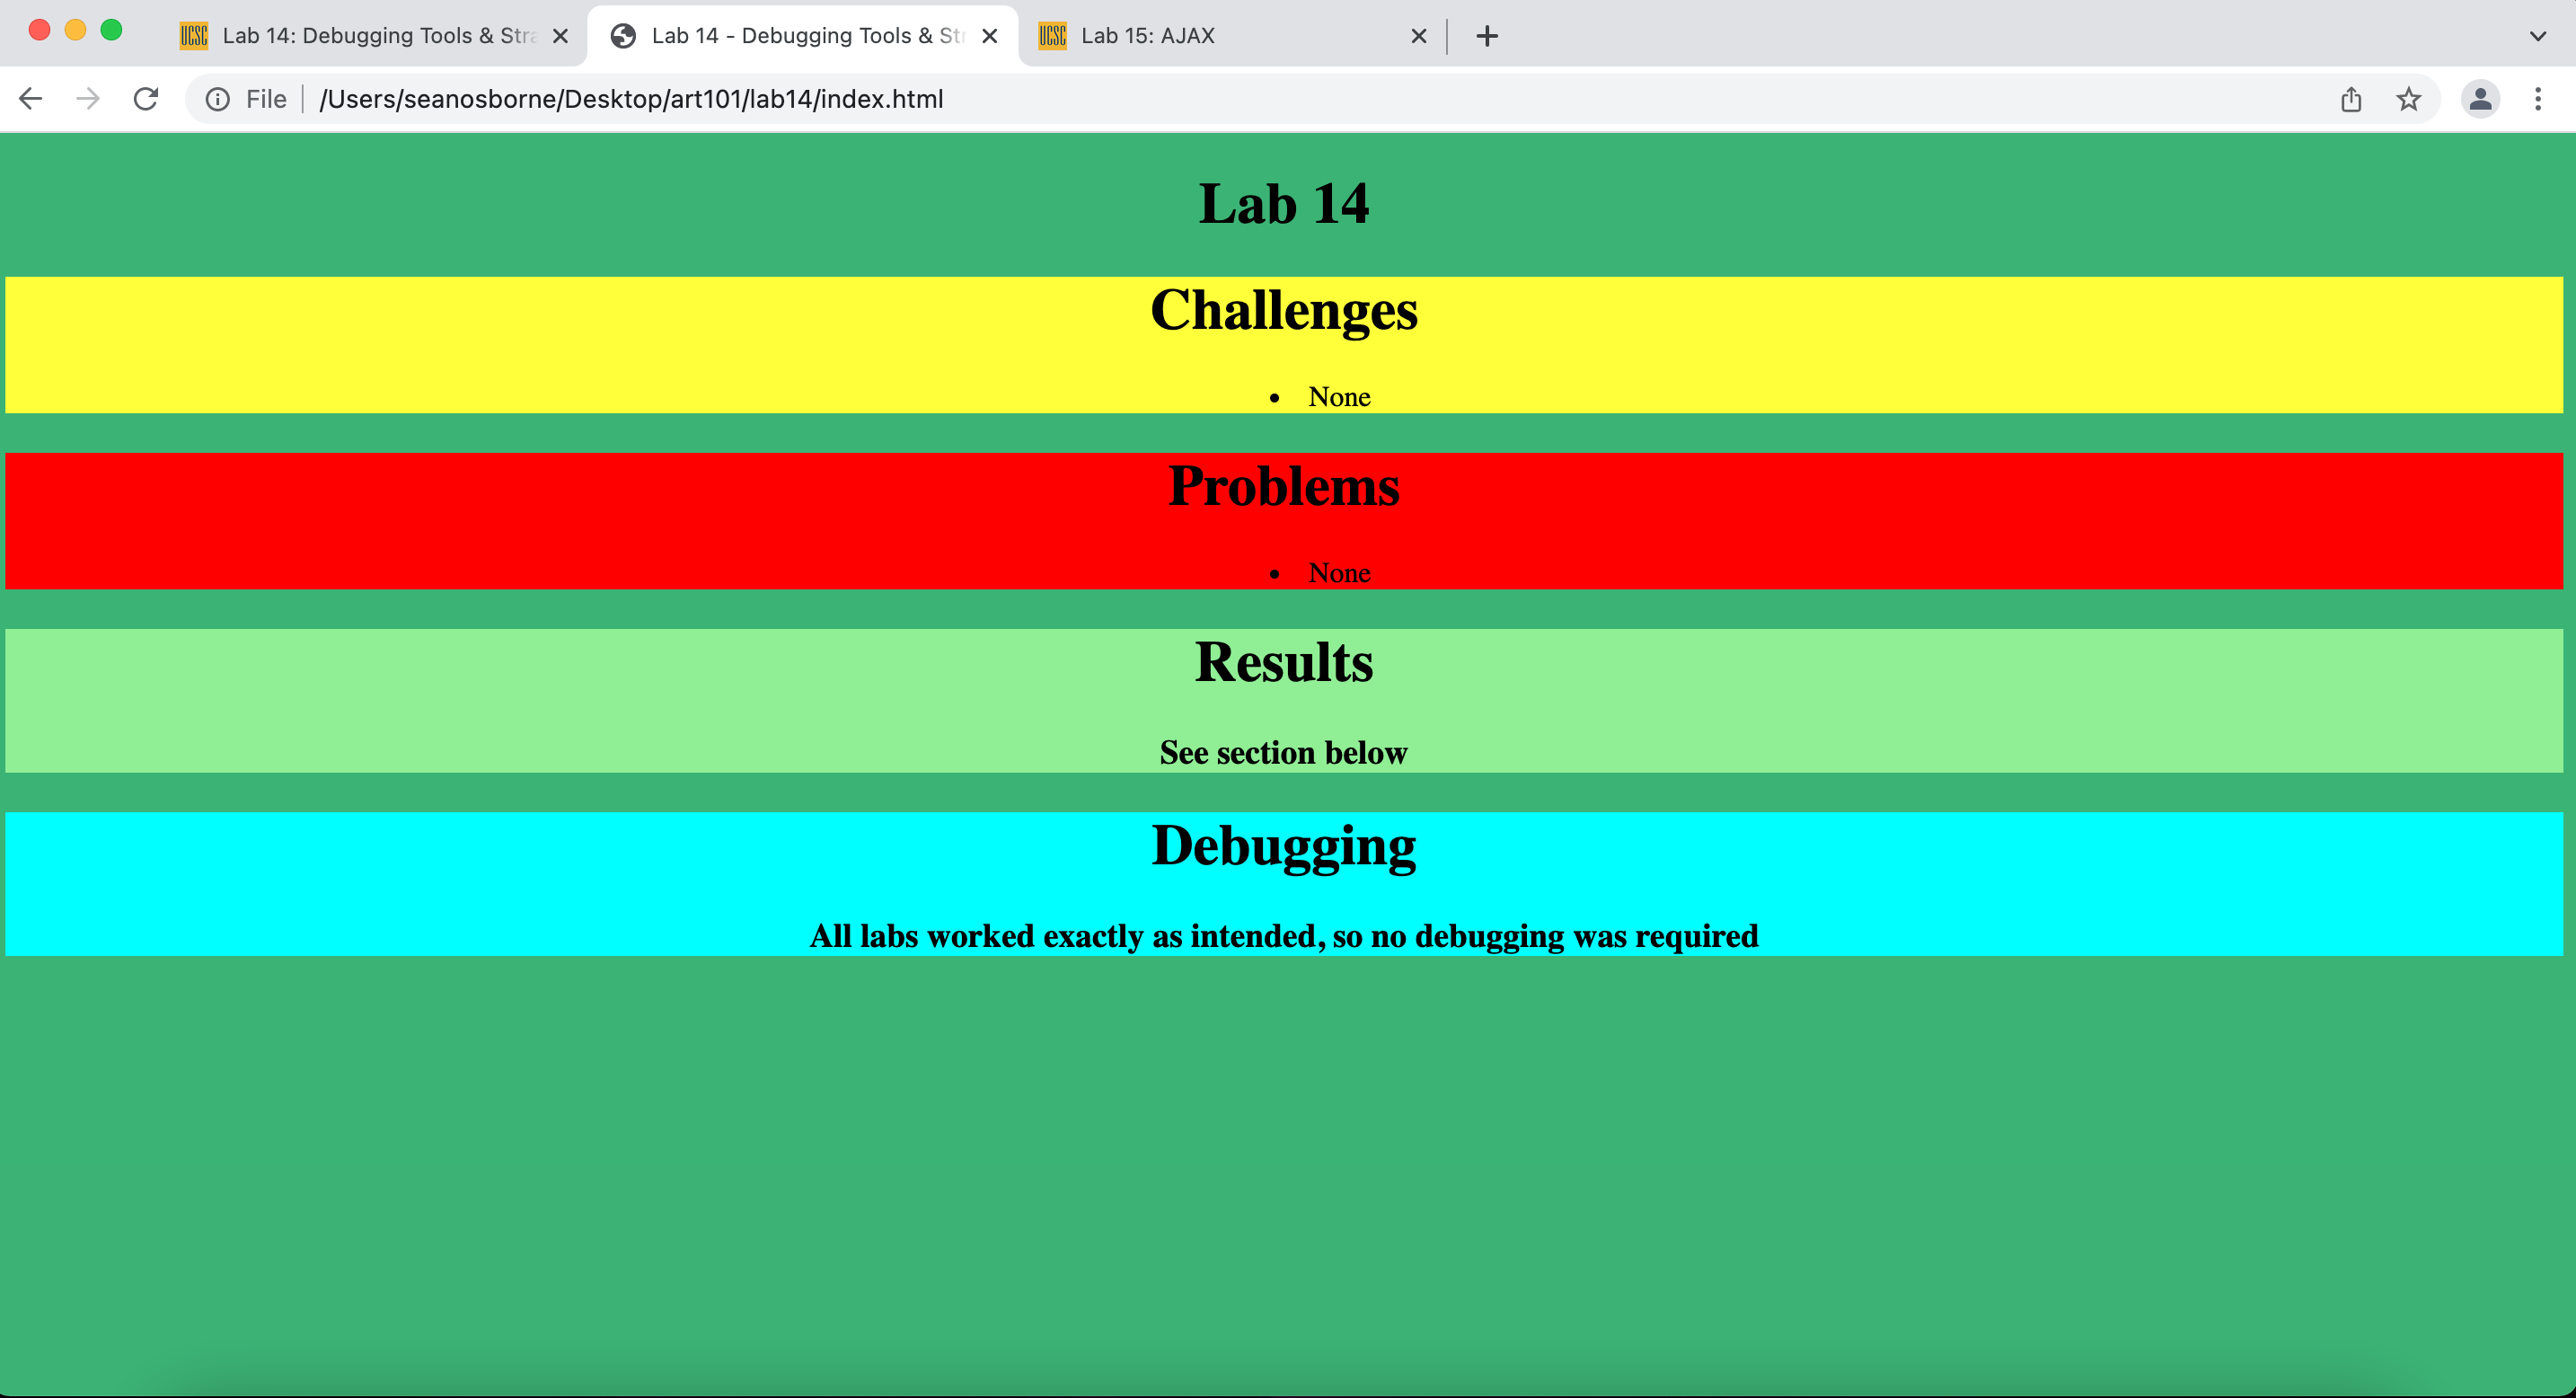 UCSC Lab 14: Debugging Tools & Stra
Lab 14 - Debugging Tools & Str
UCSC Lab 15: AJAX
File /Users/seanosborne/Desktop/art101/lab14/index.html
Lab 14
Challenges
• None
Problems
• None
Results
See section below
Debugging
All labs worked exactly as intended, so no debugging was required